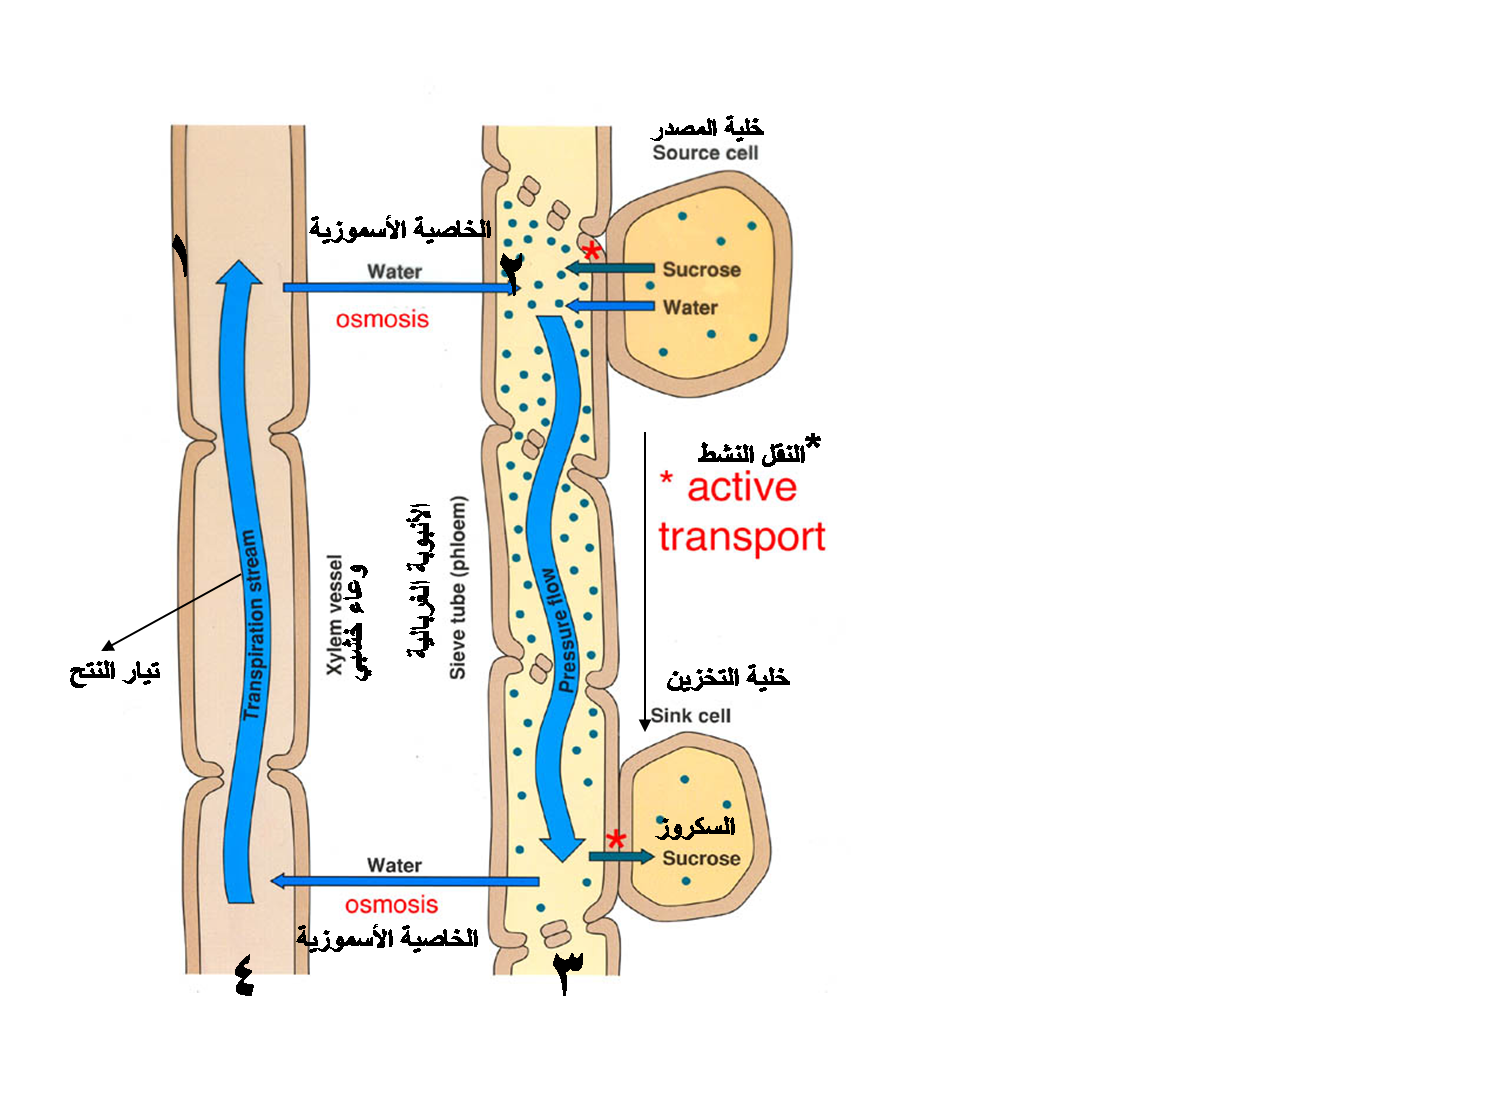 خلية المصدر
Source cell
الخاصية الأسموزية
١
٢
*
Water
Sucrose
osmosis
Water
*النقل النشط
* active
transport
Transpiration stream
Xylem vessel
وعاء خشبي
الأنبوبة الغربالية
Sieve tube (phloem)
Pressure flow
تيار النتح
خلية التخزين
Sink cell
السكروز
*
Water
Sucrose
osmosis
الخاصية الأسموزية
٤
٣